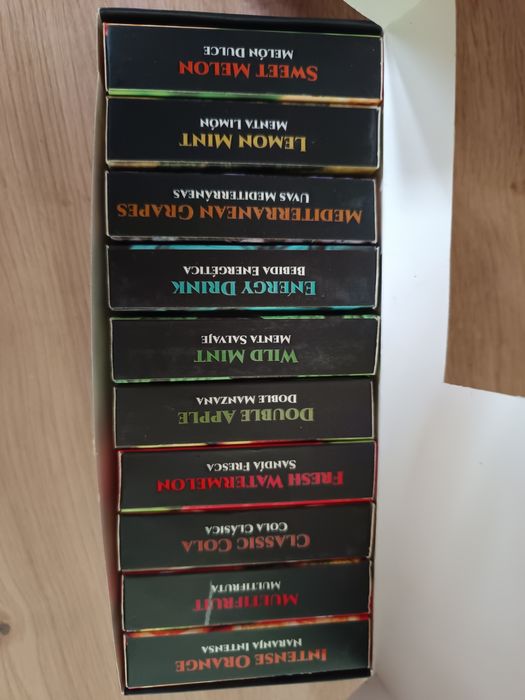 INTENSE ORANGE
NARANJA INTENSA
MULTIFRUIT
MULTIFRUTA
CLASSIC COLA
COLA CLÁSICA
FRESH WATERMELON
SANDÍA FRESCA
DOUBLE APPLE
DOBLE MANZANA
WILD MINT
MENTA SALVAJE
ENERGY DRINK
BEBIDA ENERGÉTICA
MEDITERRANEAN GRAPES
UVAS MEDITERRÁNEAS
LEMON MINT
MENTA LIMÓN
SWEET MELON
MELÓN DULCE